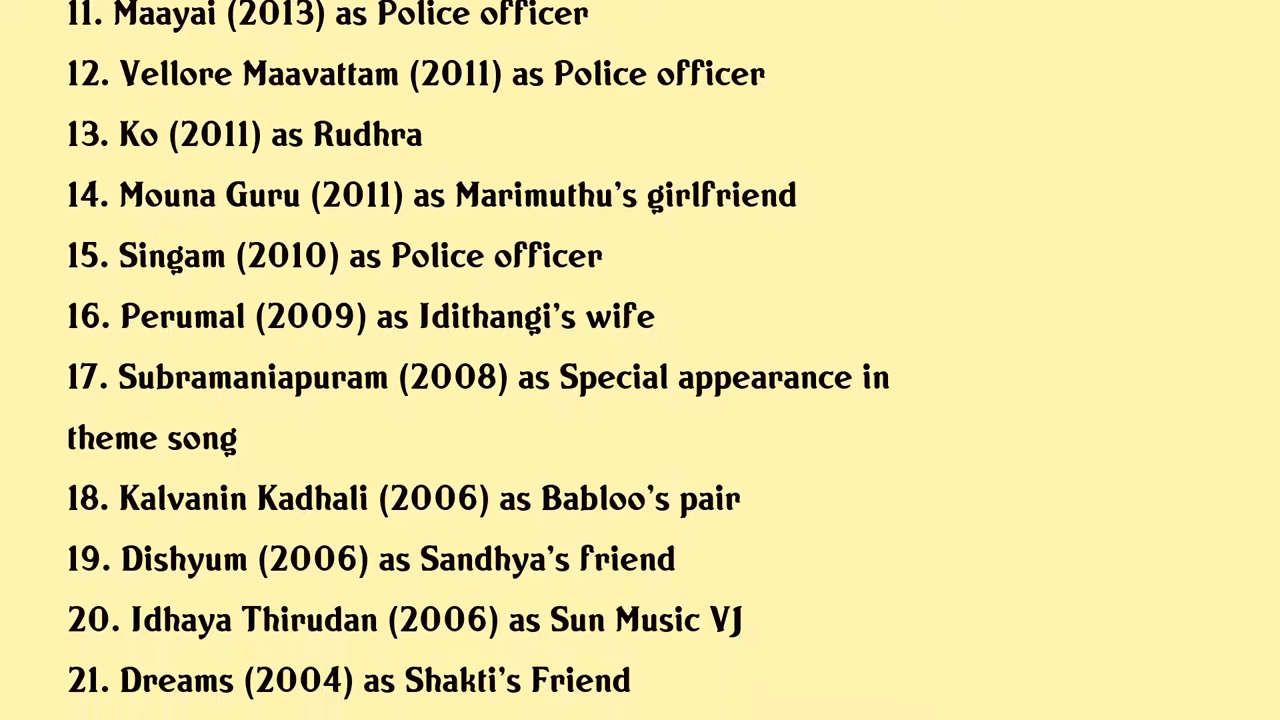 11. Maayai (2013) as Police officer
12. Vellore Maavattam (2011) as Police officer
13. Ko (2011) as Rudhra
14. Mouna Guru (2011) as Marimuthu's girlfriend
15. Singam (2010) as Police officer
16. Perumal (2009) as Idithangi's wife
17. Subramaniapuram (2008) as Special appearance in
theme song
18. Kalvanin Kadhali (2006) as Babloo's pair
19. Dishyum (2006) as Sandhya's friend
20. Idhaya Thirudan (2006) as Sun Music VJ
21. Dreams (2004) as Shakti's Friend